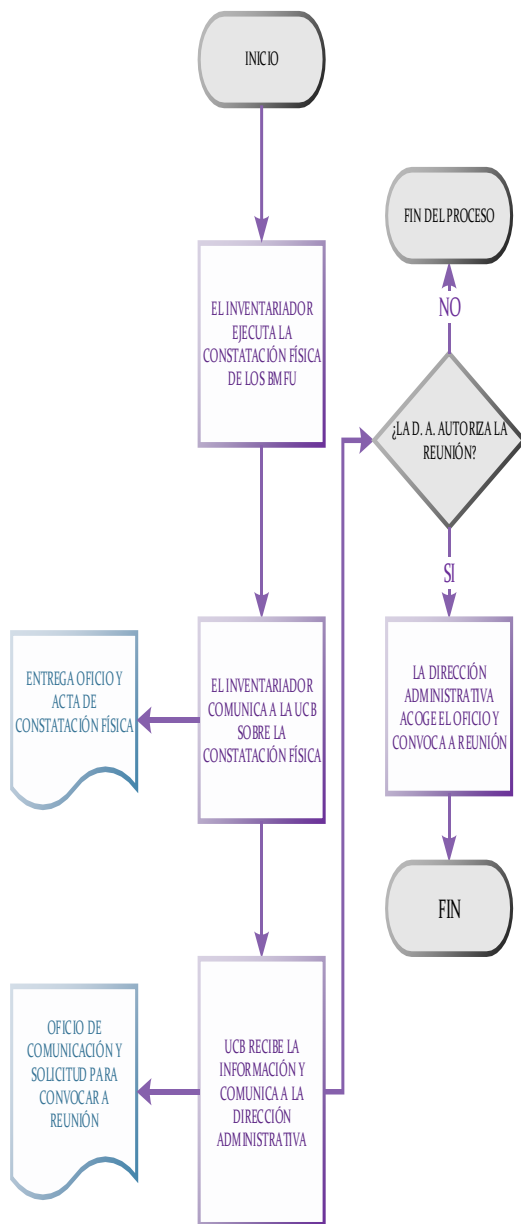 INICIO
EL INVENTARIADOR
EJECUTA LA
CONSTATACIÓN FÍSICA
DE LOS BMFU
ENTREGA OFICIO Y
ACTA DE
CONSTATACIÓN FÍSICA
EL INVENTARIADOR
COMUNICA A LA UCB
SOBRE LA
CONSTATACIÓN FÍSICA
OFICIO DE
COMUNICACIÓN Y
SOLICITUD PARA
CONVOCAR A
REUNIÓN
UCB RECIBE LA
INFORMACIÓN Y
COMUNICA A LA
DIRECCIÓN
ADMINISTRATIVA
FIN DEL PROCESO
NO
¿LA D. A. AUTORIZA LA
REUNIÓN?
SI
LA DIRECCIÓN
ADMINISTRATIVA
ACOGE EL OFICIO Y
CONVOCA A REUNIÓN
FIN